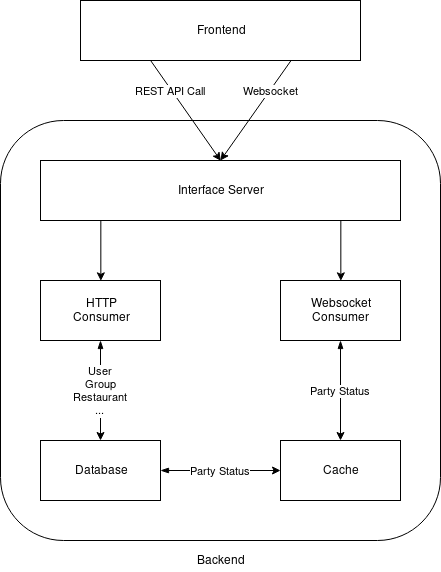 Frontend
REST API Call
Websocket
Interface Server
HTTP
Consumer
Websocket
Consumer
User
Group
Restaurant
...
Party Status
Database
Party Status
Cache
Backend